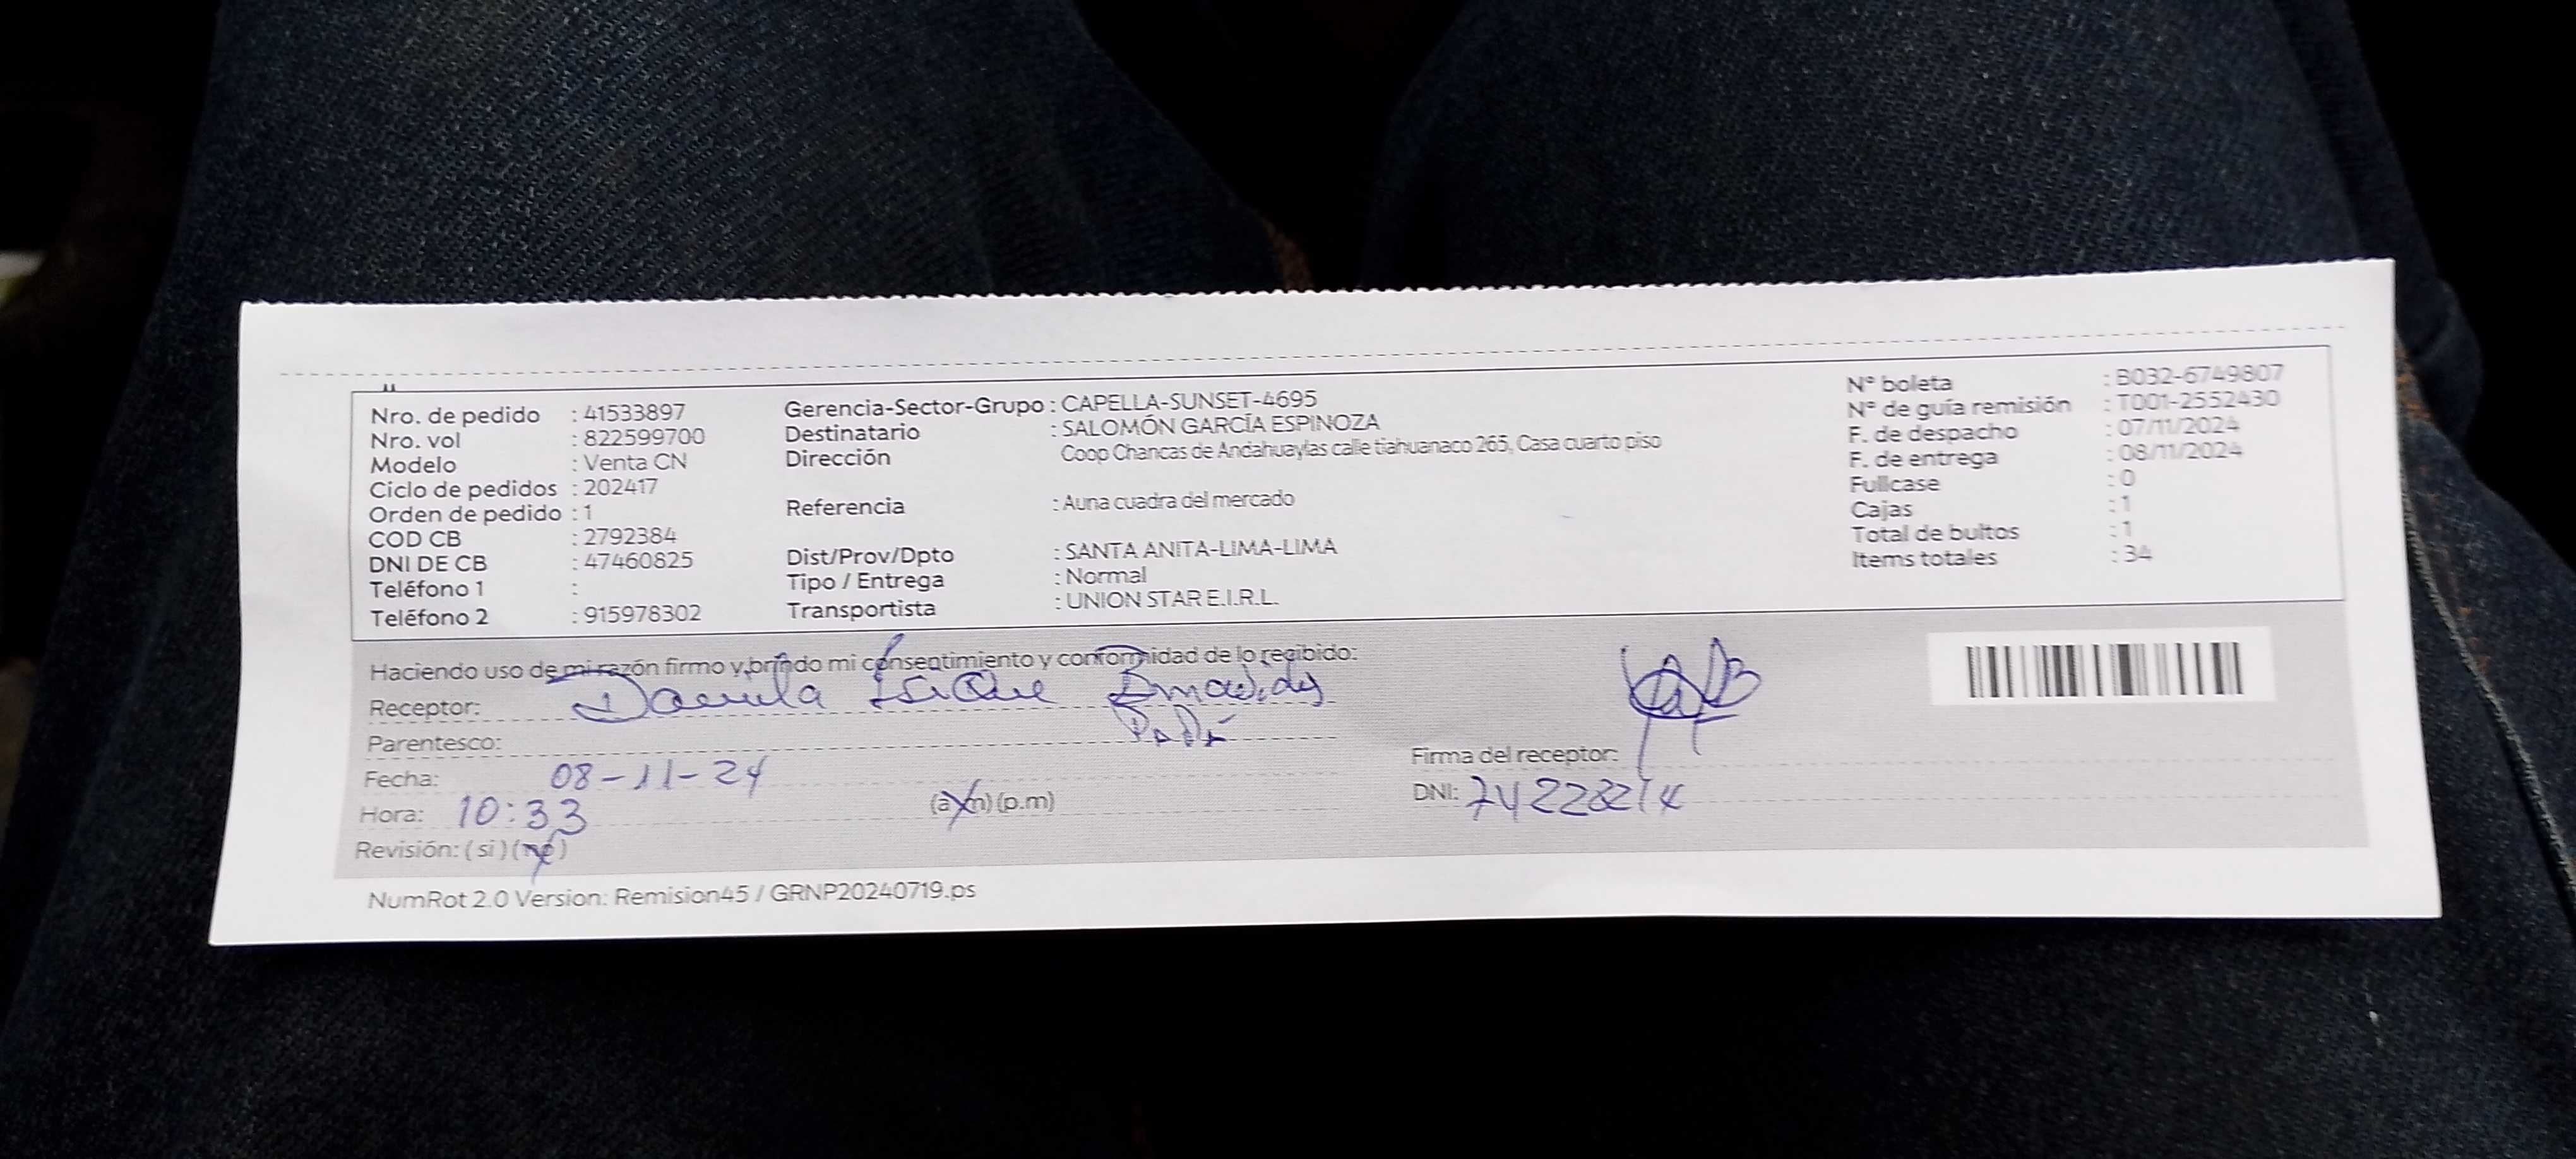 Nro. de pedido : 41533897
Nro. vol : 822599700
Modelo : Venta CN
Ciclo de pedidos : 202417
Orden de pedido : 1
COD CB : 2792384
DNI DE CB : 47460825
Teléfono 1 :
Teléfono 2 : 915978302
Gerencia-Sector-Grupo : CAPELLA-SUNSET-4695
Destinatario : SALOMÓN GARCÍA ESPINOZA
Dirección Coop Chancas de Andahuaylas calle tiahuanaco 265, Casa cuarto piso
Referencia : Auna cuadra del mercado
Dist/Prov/Dpto : SANTA ANITA-LIMA-LIMA
Tipo / Entrega : Normal
Transportista : UNION STAR E.I.R.L.
N° boleta : B032-6749807
N° de guía remisión : T001-2552430
F. de despacho : 07/11/2024
F. de entrega : 08/11/2024
Fullcase : 0
Cajas : 1
Total de bultos : 1
Items totales : 34
Haciendo uso de mi razón firmo y brindo mi consentimiento y conformidad de lo recibido:
Receptor:
Parentesco:
Fecha: 08-11-24
Hora: 10:33 (a.m) (p.m)
Revisión: (si) (no)
Firma del receptor:
DNI: 74228214
NumRot 2.0 Version: Remision45 / GRNP20240719.ps